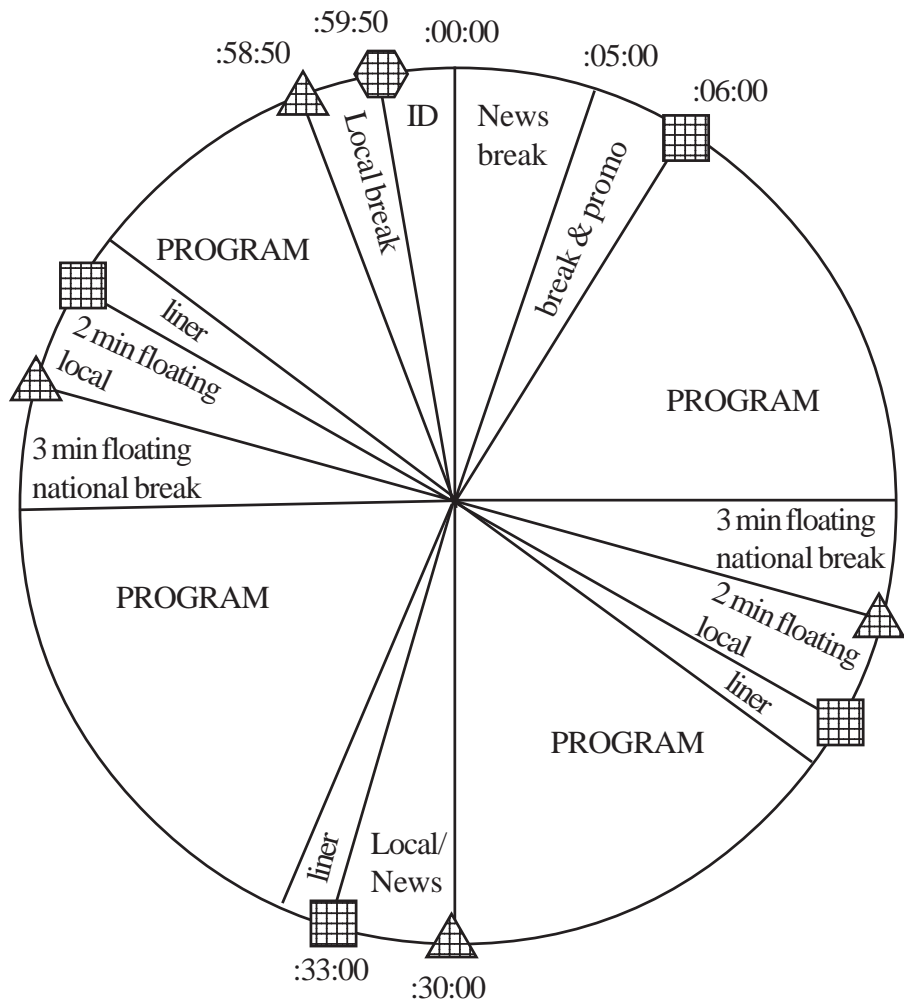 :59:50
:00:00
:58:50
:05:00
:06:00
ID
News
break
Local break
break & promo
PROGRAM
liner
2 min floating
local
PROGRAM
3 min floating
national break
3 min floating
national break
2 min floating
local
liner
PROGRAM
PROGRAM
liner
Local/
News
:33:00
:30:00